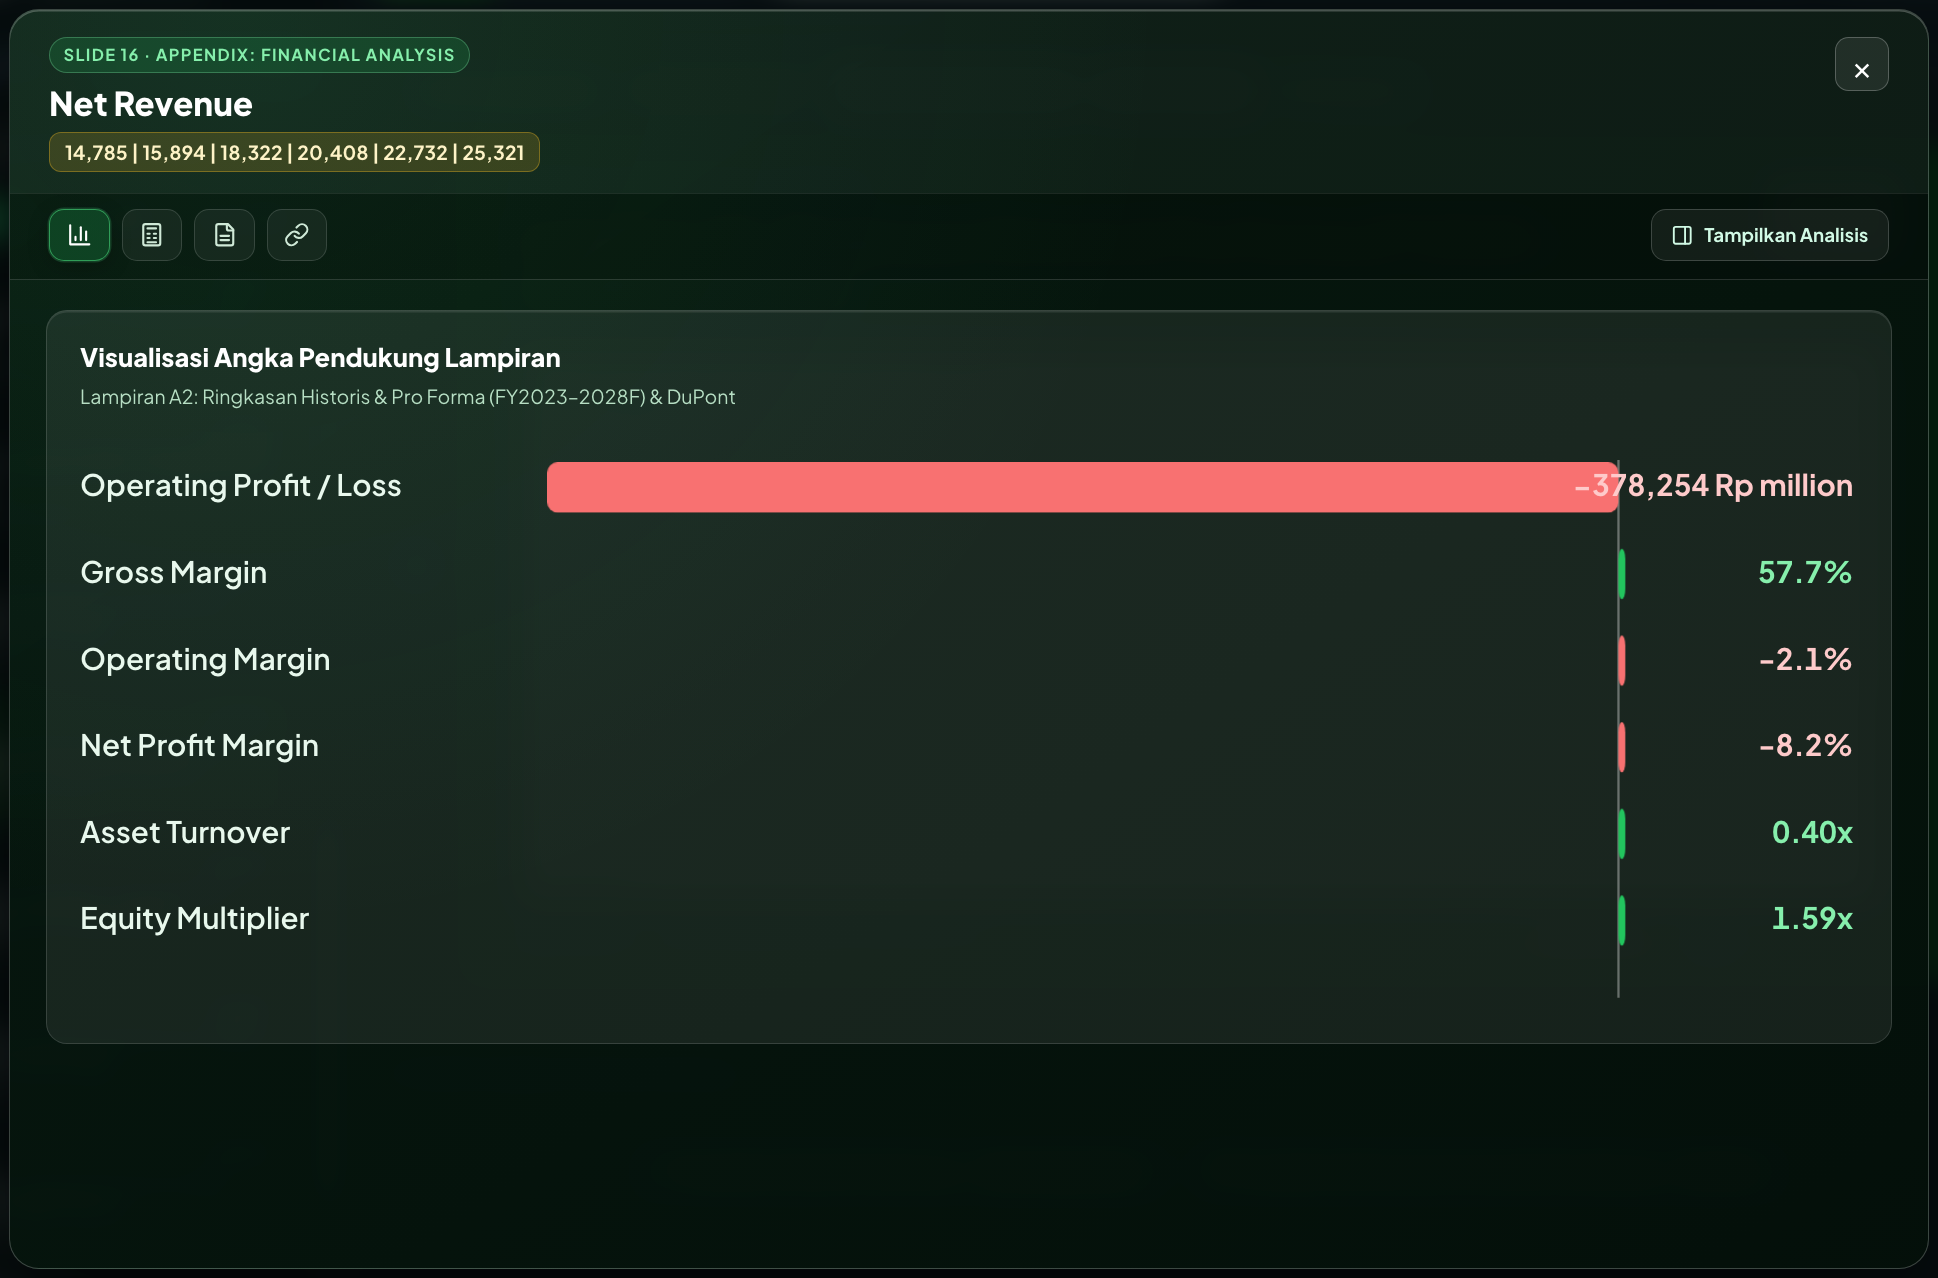 SLIDE 16 · APPENDIX: FINANCIAL ANALYSIS
Net Revenue
14,785 | 15,894 | 18,322 | 20,408 | 22,732 | 25,321
Tampilkan Analisis
Visualisasi Angka Pendukung Lampiran
Lampiran A2: Ringkasan Historis & Pro Forma (FY2023–2028F) & DuPont
Operating Profit / Loss
−378,254 Rp million
Gross Margin
57.7%
Operating Margin
−2.1%
Net Profit Margin
−8.2%
Asset Turnover
0.40x
Equity Multiplier
1.59x